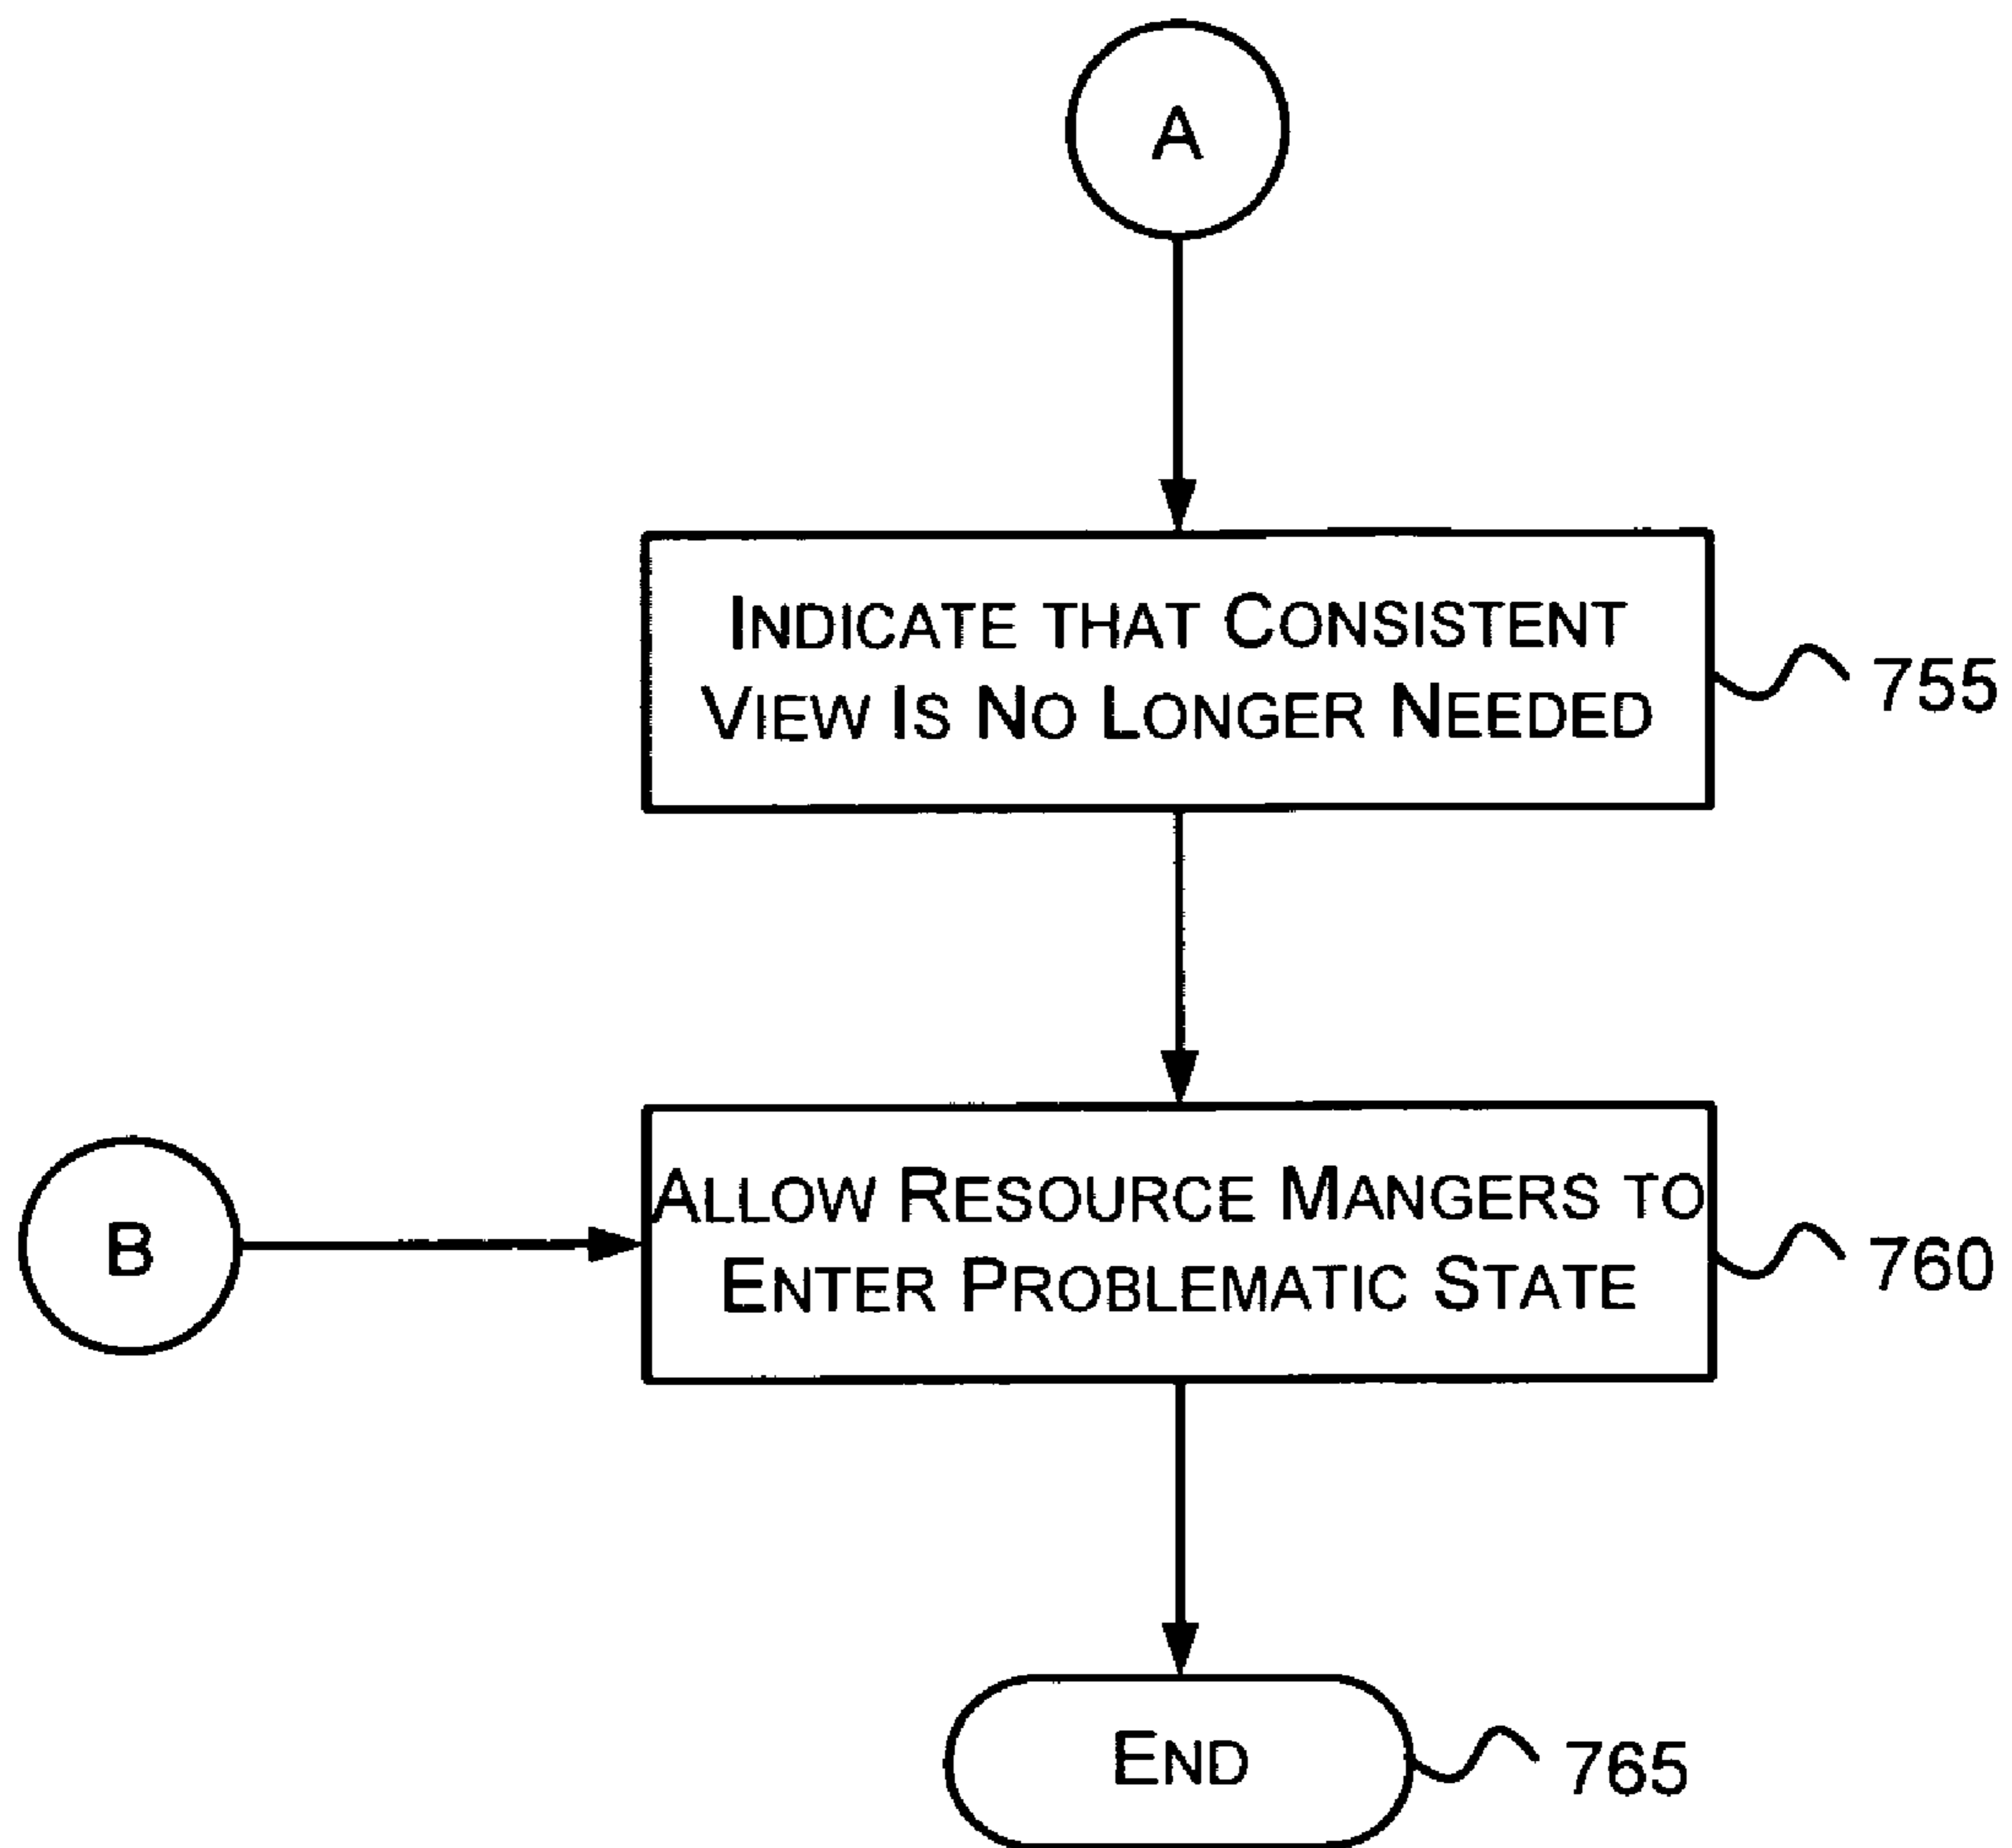 A
INDICATE THAT CONSISTENT
VIEW IS NO LONGER NEEDED
755
ALLOW RESOURCE MANGERS TO
ENTER PROBLEMATIC STATE
760
B
END
765